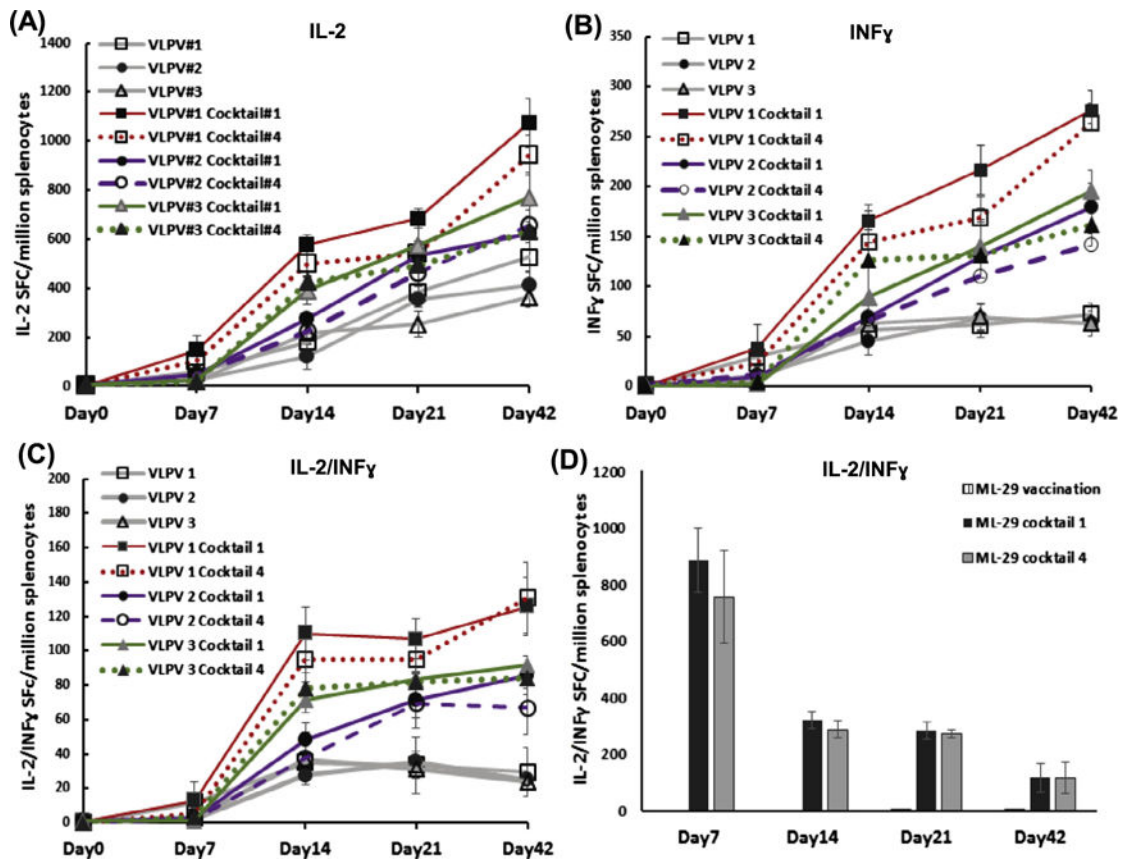 (A)
IL-2
1400
1200
1000
800
600
400
200
0
IL-2 SFC/million splenocytes
VLPV#1
VLPV#2
VLPV#3
VLPV#1 Cocktail#1
VLPV#1 Cocktail#4
VLPV#2 Cocktail#1
VLPV#2 Cocktail#4
VLPV#3 Cocktail#1
VLPV#3 Cocktail#4
Day0 Day7 Day14 Day21 Day42
(B)
INFɣ
350
300
250
200
150
100
50
0
INFɣ SFC/million splenocytes
VLPV 1
VLPV 2
VLPV 3
VLPV 1 Cocktail 1
VLPV 1 Cocktail 4
VLPV 2 Cocktail 1
VLPV 2 Cocktail 4
VLPV 3 Cocktail 1
VLPV 3 Cocktail 4
Day0 Day7 Day14 Day21 Day42
(C)
IL-2/INFɣ
200
180
160
140
120
100
80
60
40
20
0
IL-2/INFɣ SFc/million splenocytes
VLPV 1
VLPV 2
VLPV 3
VLPV 1 Cocktail 1
VLPV 1 Cocktail 4
VLPV 2 Cocktail 1
VLPV 2 Cocktail 4
VLPV 3 Cocktail 1
VLPV 3 Cocktail 4
Day0 Day7 Day14 Day21 Day42
(D)
IL-2/INFɣ
1200
1000
800
600
400
200
0
IL-2/INFɣ SFC/million splenocytes
ML-29 vaccination
ML-29 cocktail 1
ML-29 cocktail 4
Day7 Day14 Day21 Day42